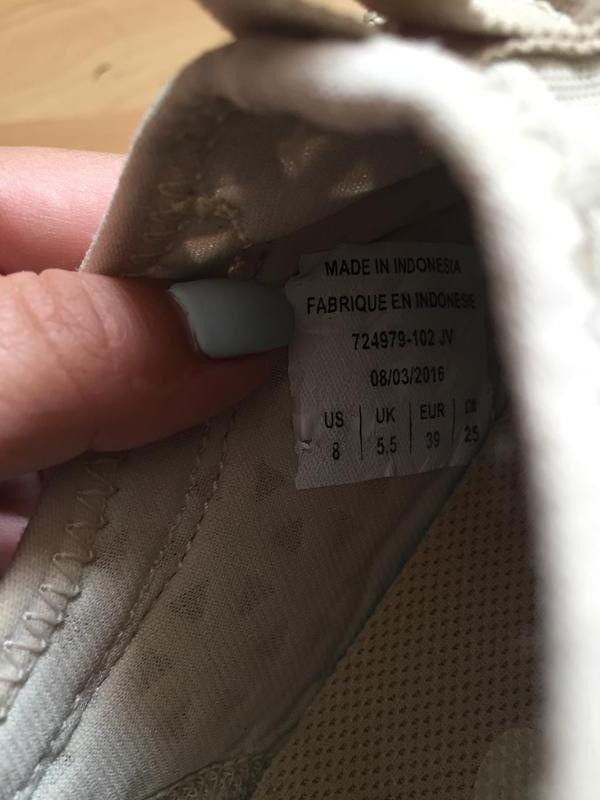 MADE IN INDONESIA
FABRIQUE EN INDONESIE
724979-102 JV
08/03/2016
US UK EUR CM
8 5.5 39 25